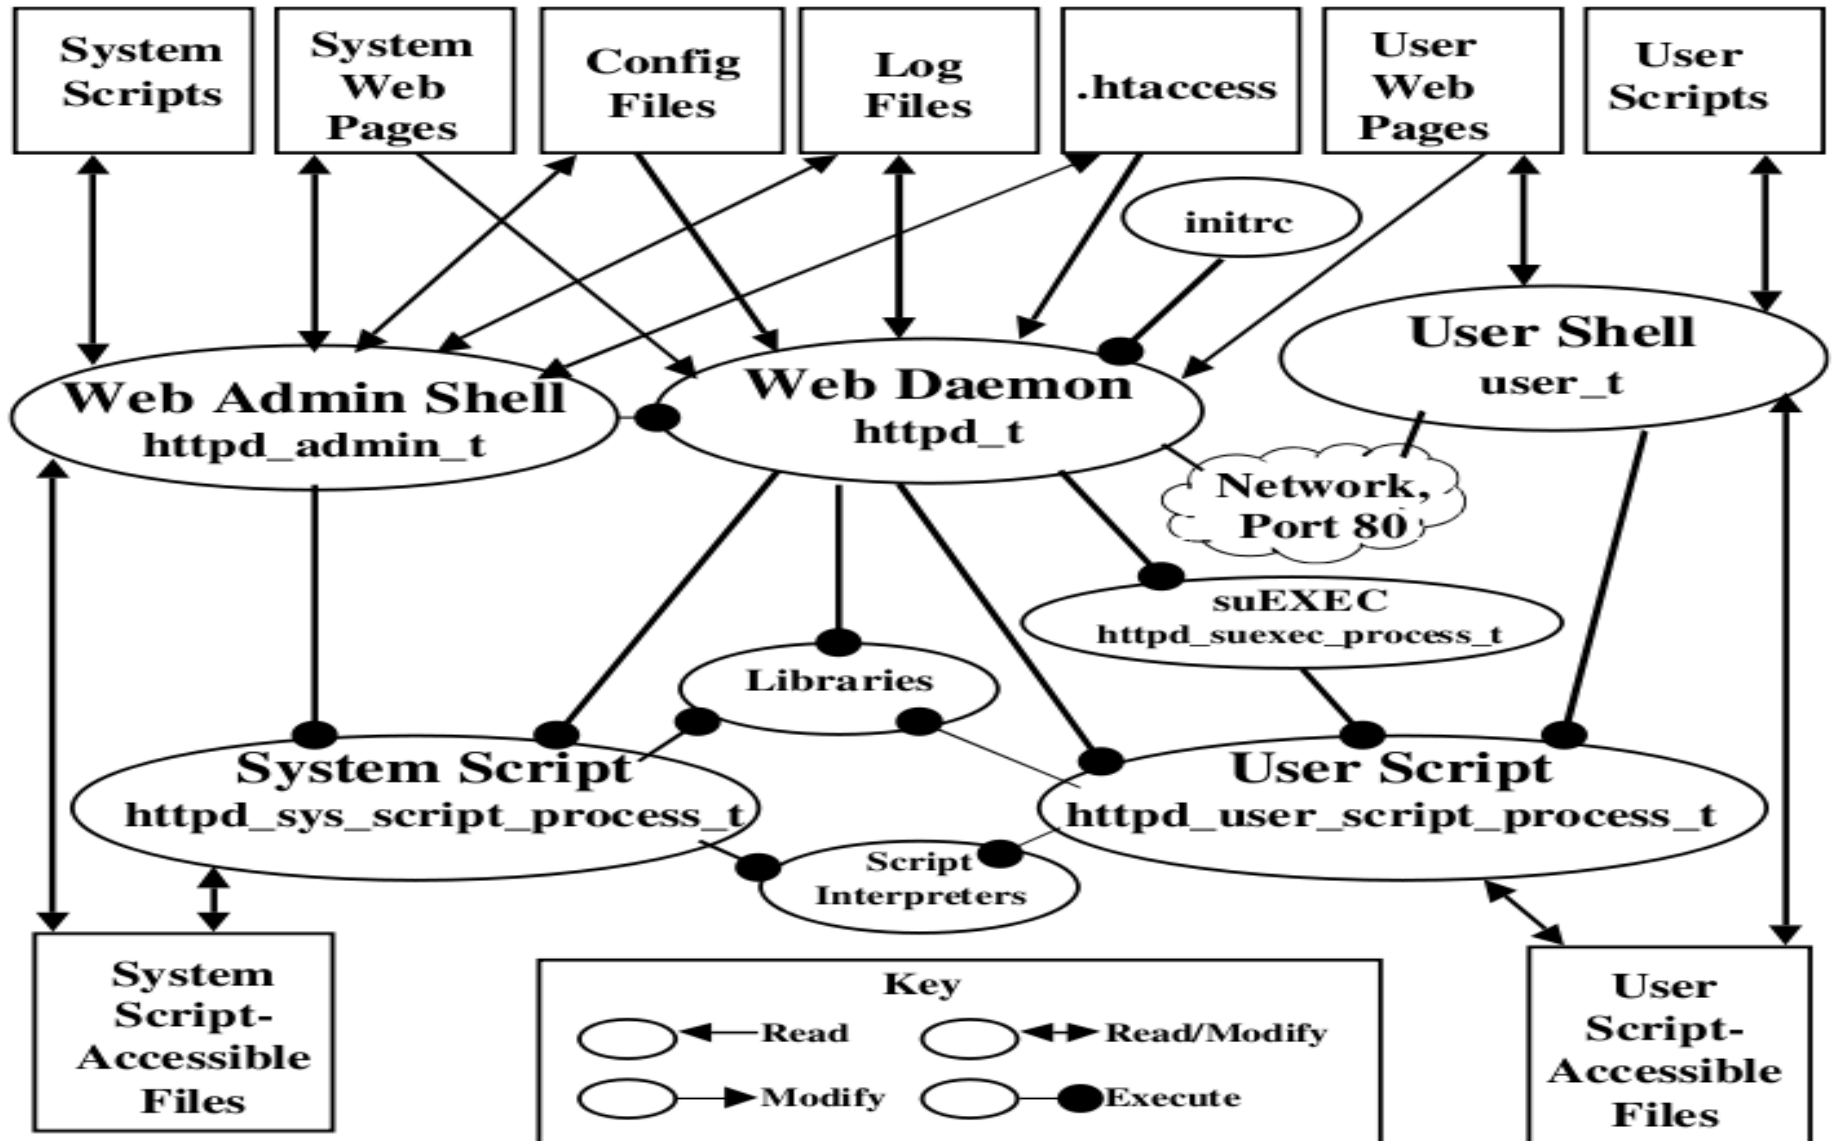 System
Scripts
System
Web
Pages
Config
Files
Log
Files
.htaccess
User
Web
Pages
User
Scripts
initrc
Web Admin Shell
httpd_admin_t
Web Daemon
httpd_t
User Shell
user_t
Network,
Port 80
suEXEC
httpd_suexec_process_t
Libraries
System Script
httpd_sys_script_process_t
User Script
httpd_user_script_process_t
Script
Interpreters
System
Script-
Accessible
Files
Key
Read
Read/Modify
Modify
Execute
User
Script-
Accessible
Files